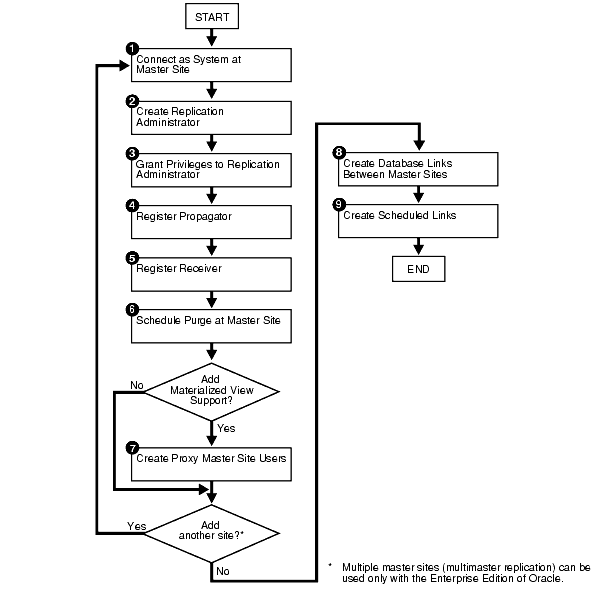 START
1
Connect as System at
Master Site
2
Create Replication
Administrator
3
Grant Privileges to Replication
Administrator
4
Register Propagator
5
Register Receiver
6
Schedule Purge at Master Site
Add
Materialized View
Support?
No
Yes
7
Create Proxy Master Site Users
Add
another site?*
Yes
No
8
Create Database Links
Between Master Sites
9
Create Scheduled Links
END
* Multiple master sites (multimaster replication) can be
used only with the Enterprise Edition of Oracle.